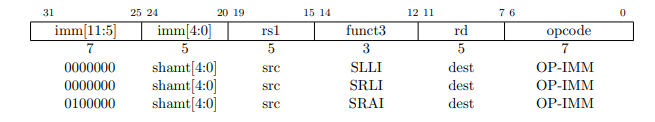 31 25 24 20 19 15 14 12 11 7 6 0
imm[11:5] imm[4:0] rs1 funct3 rd opcode
7 5 5 3 5 7
0000000 shamt[4:0] src SLLI dest OP-IMM
0000000 shamt[4:0] src SRLI dest OP-IMM
0100000 shamt[4:0] src SRAI dest OP-IMM